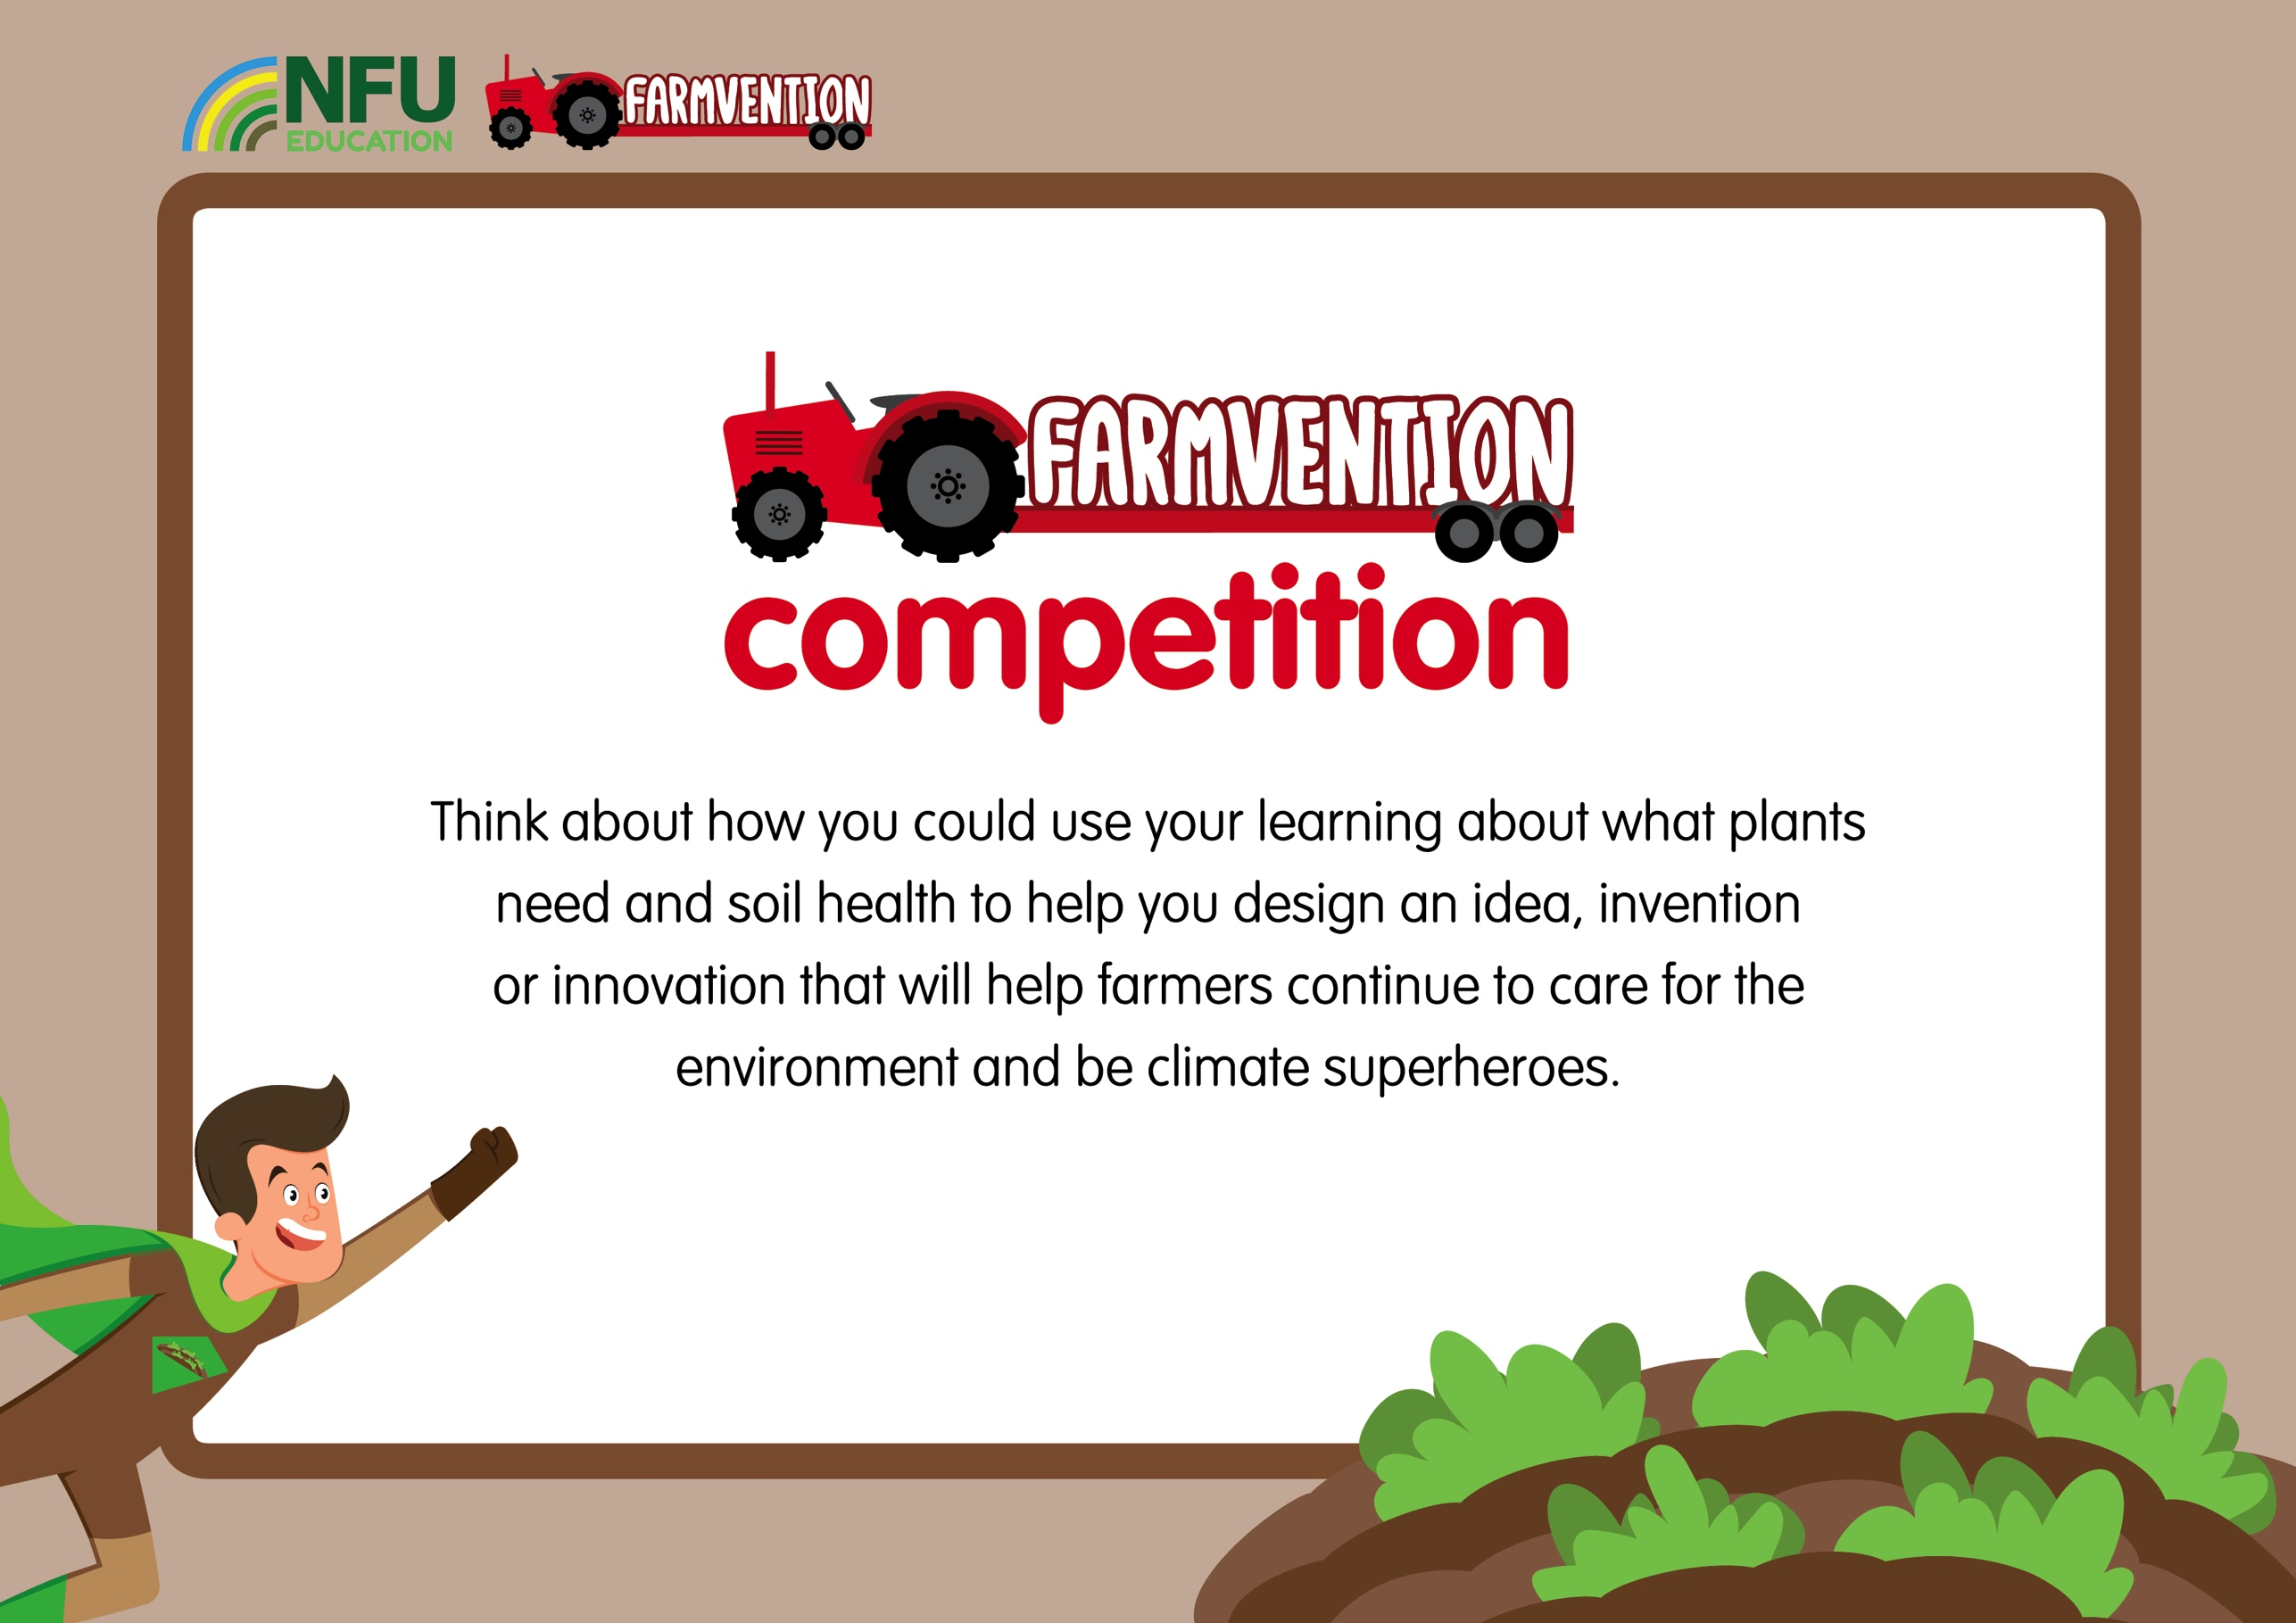 NFU
EDUCATION
FARMVENTION
FARMVENTION
competition
Think about how you could use your learning about what plants
need and soil health to help you design an idea, invention
or innovation that will help farmers continue to care for the
environment and be climate superheroes.